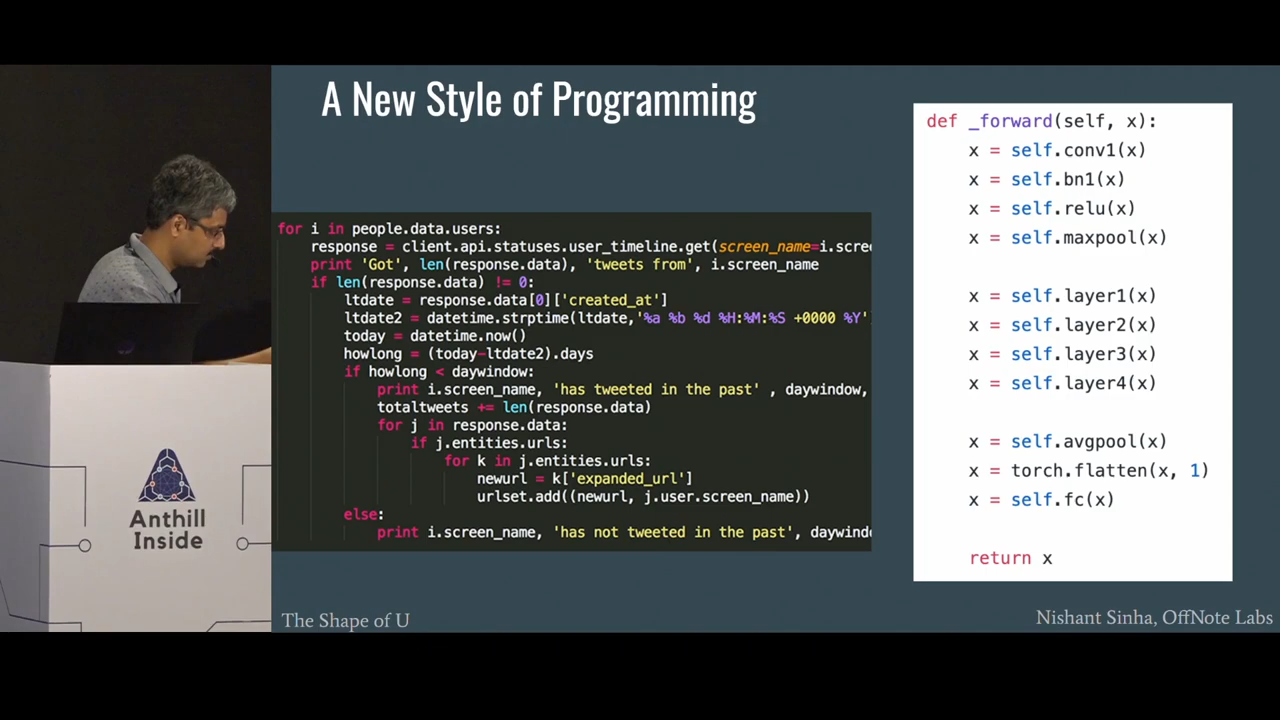 A New Style of Programming
for i in people.data.users:
    response = client.api.statuses.user_timeline.get(screen_name=i.scree
    print 'Got', len(response.data), 'tweets from', i.screen_name
    if len(response.data) != 0:
        ltdate = response.data[0]['created_at']
        ltdate2 = datetime.strptime(ltdate,'%a %b %d %H:%M:%S +0000 %Y'
        today = datetime.now()
        howlong = (today-ltdate2).days
        if howlong < daywindow:
            print i.screen_name, 'has tweeted in the past' , daywindow,
            totaltweets += len(response.data)
            for j in response.data:
                if j.entities.urls:
                    for k in j.entities.urls:
                        newurl = k['expanded_url']
                        urlset.add((newurl, j.user.screen_name))
        else:
            print i.screen_name, 'has not tweeted in the past', daywindo
def _forward(self, x):
    x = self.conv1(x)
    x = self.bn1(x)
    x = self.relu(x)
    x = self.maxpool(x)
    x = self.layer1(x)
    x = self.layer2(x)
    x = self.layer3(x)
    x = self.layer4(x)
    x = self.avgpool(x)
    x = torch.flatten(x, 1)
    x = self.fc(x)
    return x
Anthill
Inside
The Shape of U
Nishant Sinha, OffNote Labs